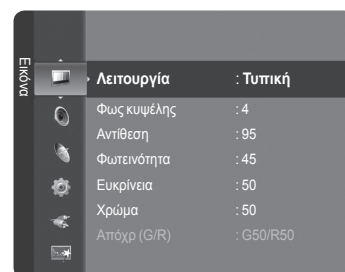 Εικόνα
Λειτουργία : Τυπική
Φως κυψέλης : 4
Αντίθεση : 95
Φωτεινότητα : 45
Ευκρίνεια : 50
Χρώμα : 50
Απόχρ (G/R) : G50/R50